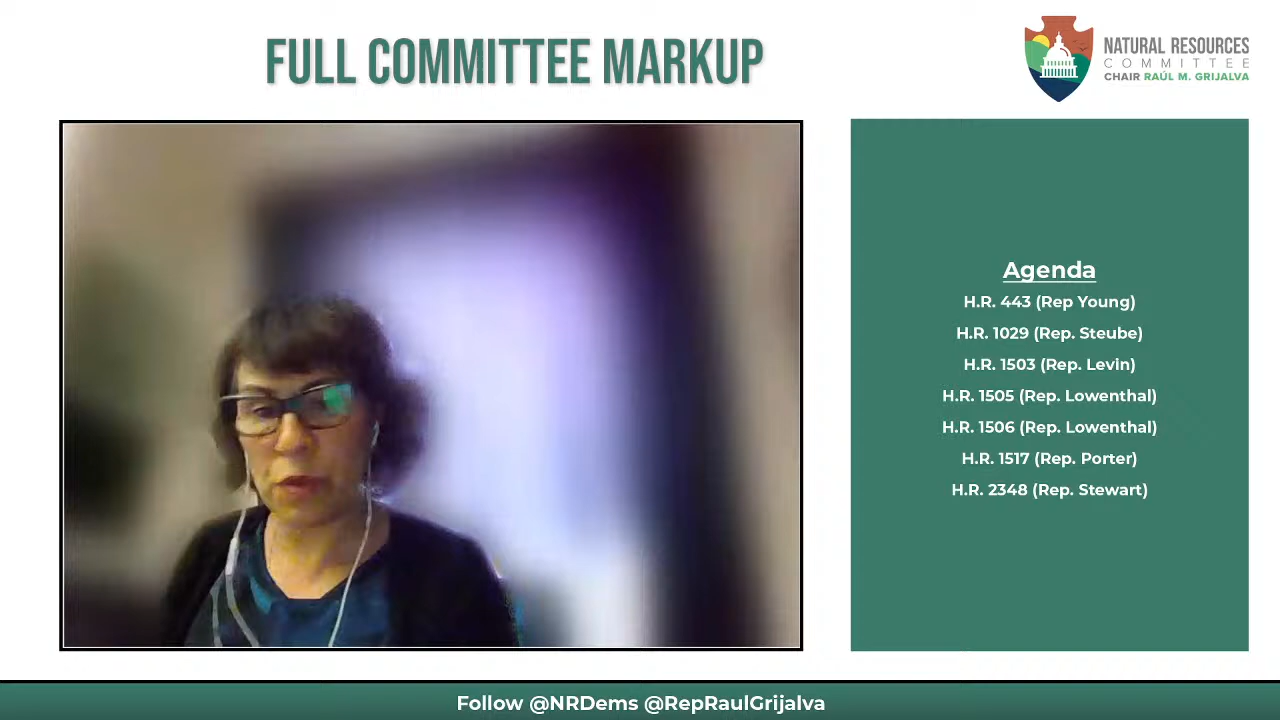 FULL COMMITTEE MARKUP
NATURAL RESOURCES
COMMITTEE
CHAIR RAÚL M. GRIJALVA
Agenda
H.R. 443 (Rep Young)
H.R. 1029 (Rep. Steube)
H.R. 1503 (Rep. Levin)
H.R. 1505 (Rep. Lowenthal)
H.R. 1506 (Rep. Lowenthal)
H.R. 1517 (Rep. Porter)
H.R. 2348 (Rep. Stewart)
Follow @NRDems @RepRaulGrijalva